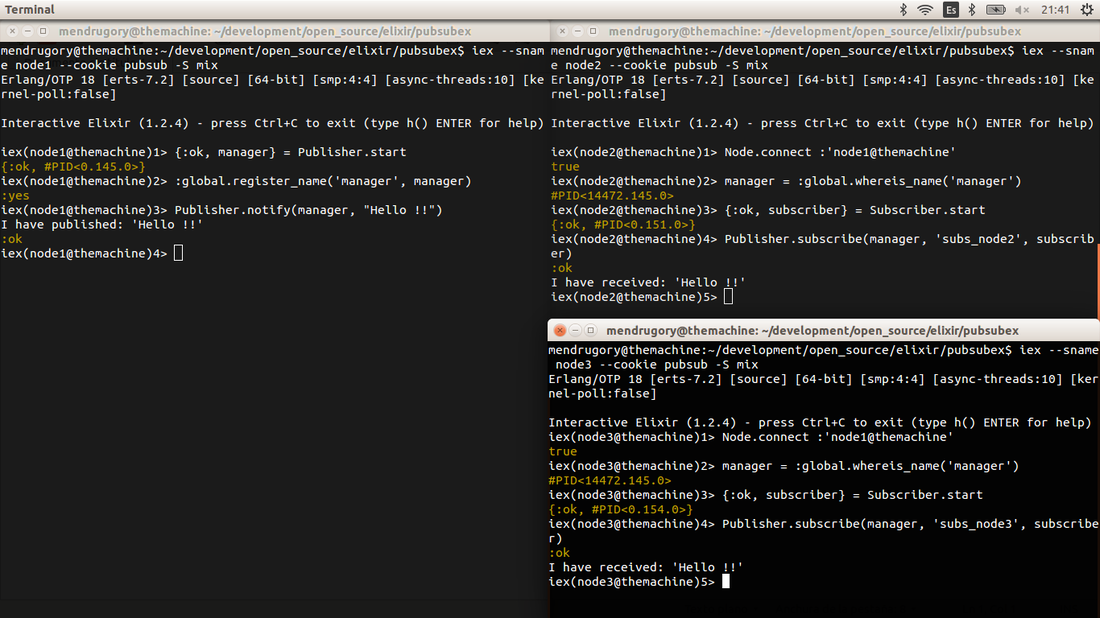 Terminal
Es
21:41
mendrugory@themachine: ~/development/open_source/elixir/pubsubex
mendrugory@themachine:~/development/open_source/elixir/pubsubex$ iex --snam
e node1 --cookie pubsub -S mix
Erlang/OTP 18 [erts-7.2] [source] [64-bit] [smp:4:4] [async-threads:10] [ke
rnel-poll:false]
Interactive Elixir (1.2.4) - press Ctrl+C to exit (type h() ENTER for help)
iex(node1@themachine)1> {:ok, manager} = Publisher.start
{:ok, #PID<0.145.0>}
iex(node1@themachine)2> :global.register_name('manager', manager)
:yes
iex(node1@themachine)3> Publisher.notify(manager, "Hello !!")
I have published: 'Hello !!'
:ok
iex(node1@themachine)4>
mendrugory@themachine: ~/development/open_source/elixir/pubsubex
mendrugory@themachine:~/development/open_source/elixir/pubsubex$ iex --snam
e node2 --cookie pubsub -S mix
Erlang/OTP 18 [erts-7.2] [source] [64-bit] [smp:4:4] [async-threads:10] [ke
rnel-poll:false]
Interactive Elixir (1.2.4) - press Ctrl+C to exit (type h() ENTER for help)
iex(node2@themachine)1> Node.connect :'node1@themachine'
true
iex(node2@themachine)2> manager = :global.whereis_name('manager')
#PID<14472.145.0>
iex(node2@themachine)3> {:ok, subscriber} = Subscriber.start
{:ok, #PID<0.151.0>}
iex(node2@themachine)4> Publisher.subscribe(manager, 'subs_node2', subscrib
er)
:ok
I have received: 'Hello !!'
iex(node2@themachine)5>
mendrugory@themachine: ~/development/open_source/elixir/pubsubex
mendrugory@themachine:~/development/open_source/elixir/pubsubex$ iex --sname
node3 --cookie pubsub -S mix
Erlang/OTP 18 [erts-7.2] [source] [64-bit] [smp:4:4] [async-threads:10] [ker
nel-poll:false]
Interactive Elixir (1.2.4) - press Ctrl+C to exit (type h() ENTER for help)
iex(node3@themachine)1> Node.connect :'node1@themachine'
true
iex(node3@themachine)2> manager = :global.whereis_name('manager')
#PID<14472.145.0>
iex(node3@themachine)3> {:ok, subscriber} = Subscriber.start
{:ok, #PID<0.154.0>}
iex(node3@themachine)4> Publisher.subscribe(manager, 'subs_node3', subscribe
r)
:ok
I have received: 'Hello !!'
iex(node3@themachine)5>